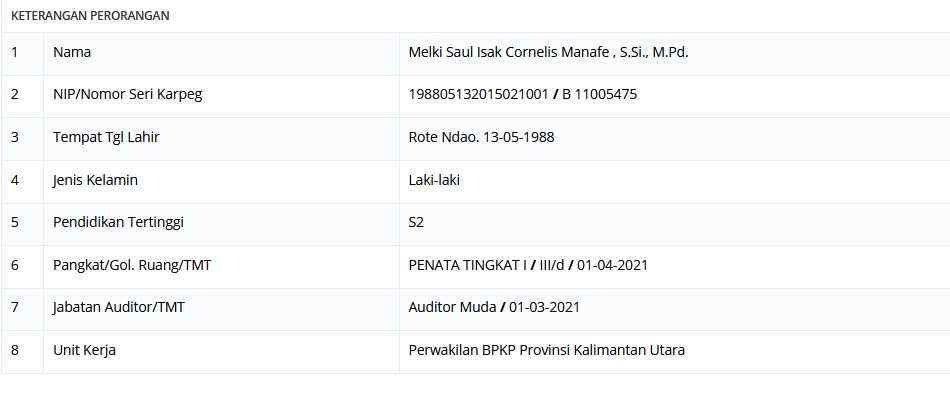 KETERANGAN PERORANGAN
1 Nama Melki Saul Isak Cornelis Manafe , S.Si., M.Pd.
2 NIP/Nomor Seri Karpeg 198805132015021001 / B 11005475
3 Tempat Tgl Lahir Rote Ndao. 13-05-1988
4 Jenis Kelamin Laki-laki
5 Pendidikan Tertinggi S2
6 Pangkat/Gol. Ruang/TMT PENATA TINGKAT I / III/d / 01-04-2021
7 Jabatan Auditor/TMT Auditor Muda / 01-03-2021
8 Unit Kerja Perwakilan BPKP Provinsi Kalimantan Utara